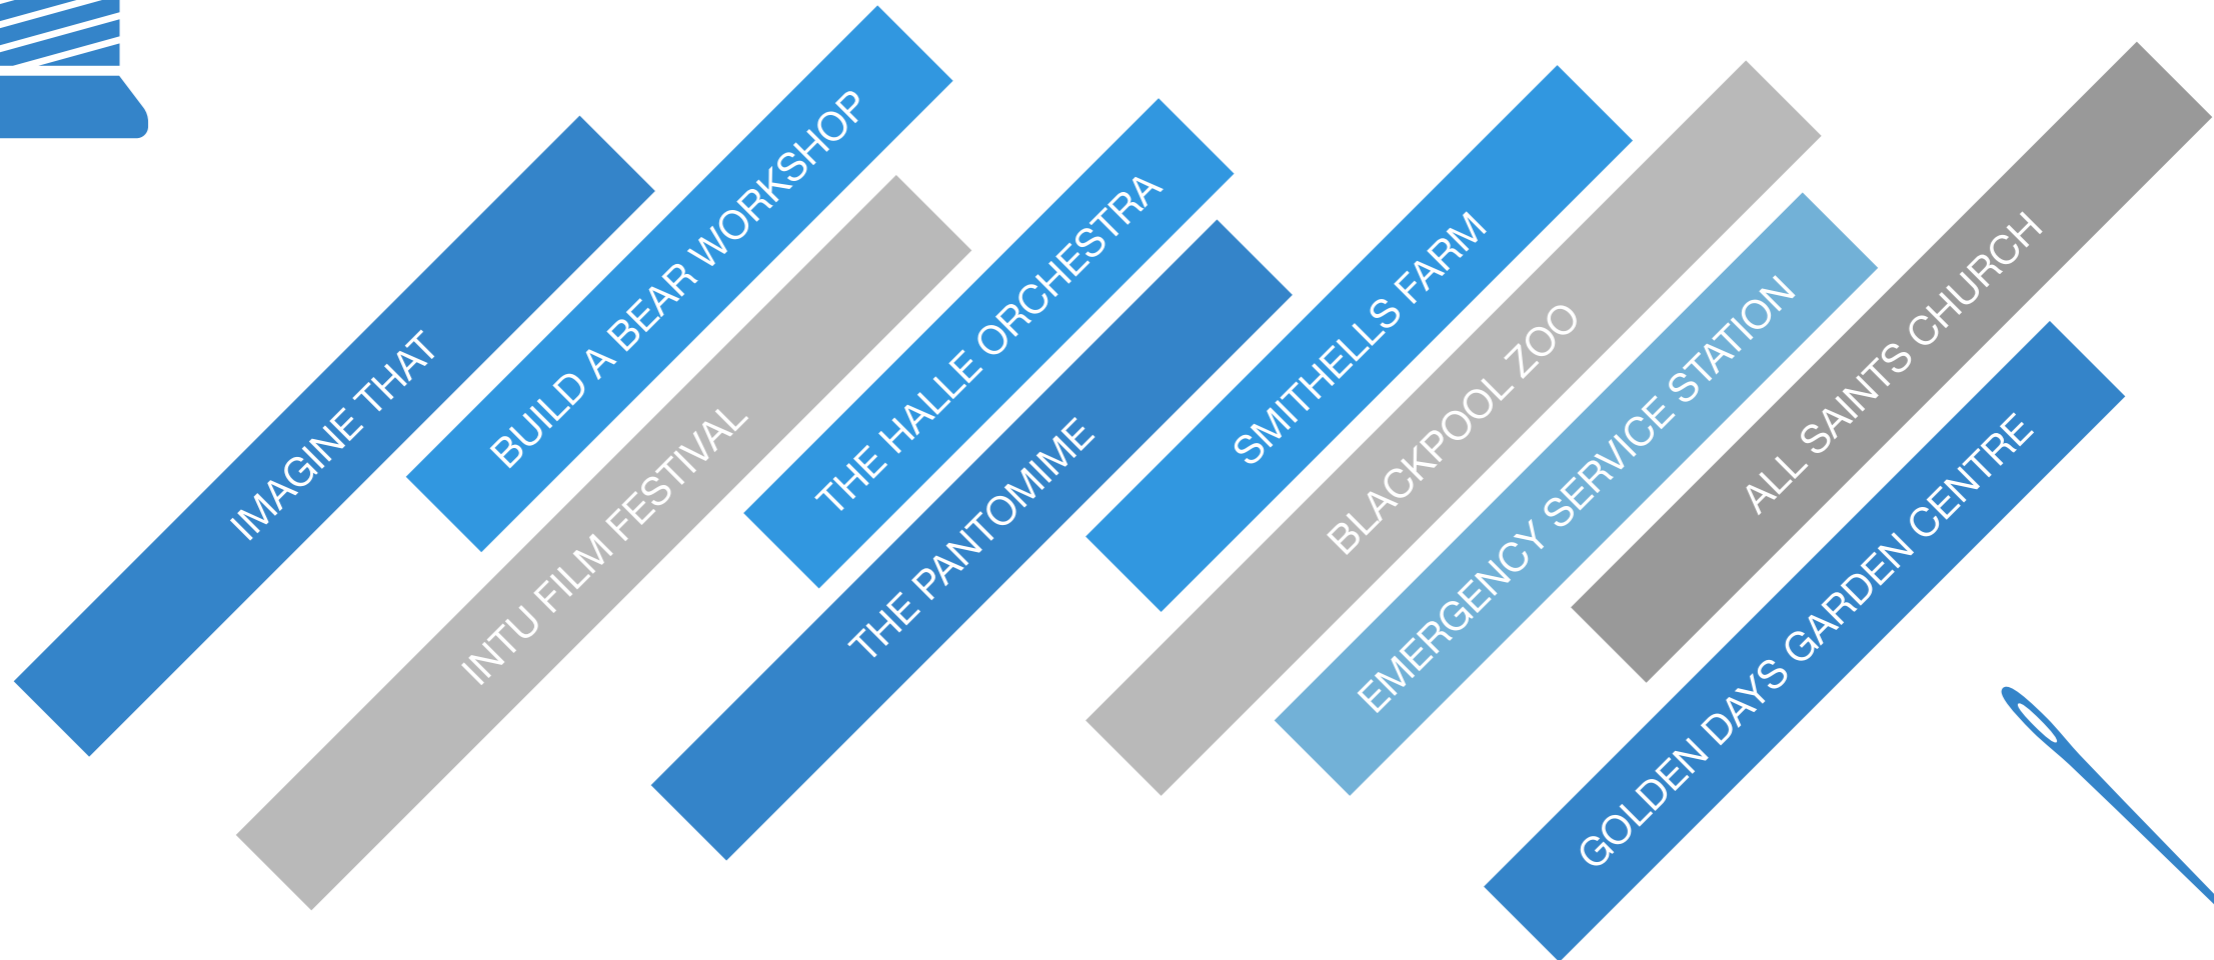 IMAGINE THAT
BUILD A BEAR WORKSHOP
INTU FILM FESTIVAL
THE HALLE ORCHESTRA
THE PANTOMIME
SMITHELLS FARM
BLACKPOOL ZOO
EMERGENCY SERVICE STATION
ALL SAINTS CHURCH
GOLDEN DAYS GARDEN CENTRE